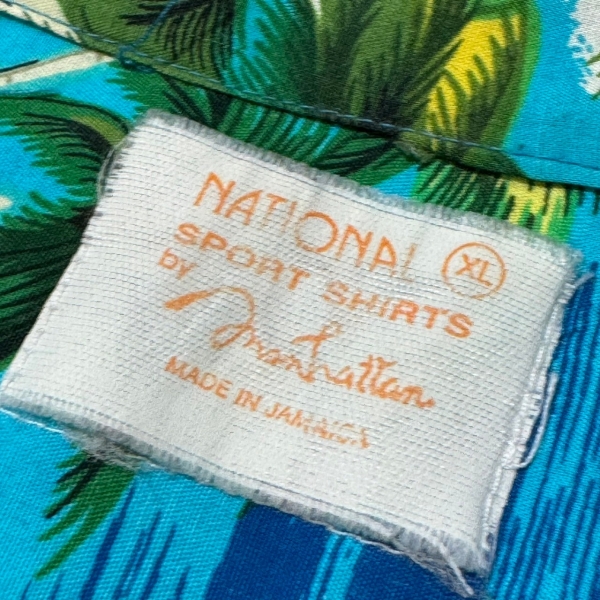 NATIONAL XL
SPORT SHIRTS
by
Manhattan
MADE IN JAMAICA